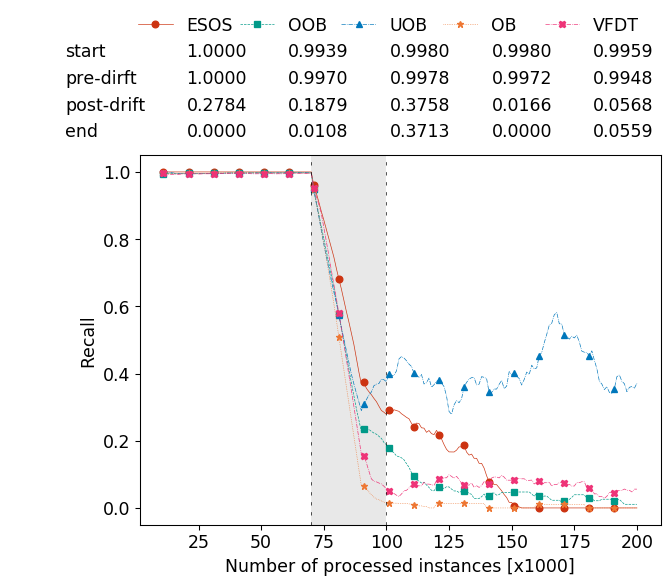 ESOS OOB UOB OB VFDT
start 1.0000 0.9939 0.9980 0.9980 0.9959
pre-dirft 1.0000 0.9970 0.9978 0.9972 0.9948
post-drift 0.2784 0.1879 0.3758 0.0166 0.0568
end 0.0000 0.0108 0.3713 0.0000 0.0559
1.0
0.8
0.6
0.4
0.2
0.0
Recall
25 50 75 100 125 150 175 200
Number of processed instances [x1000]